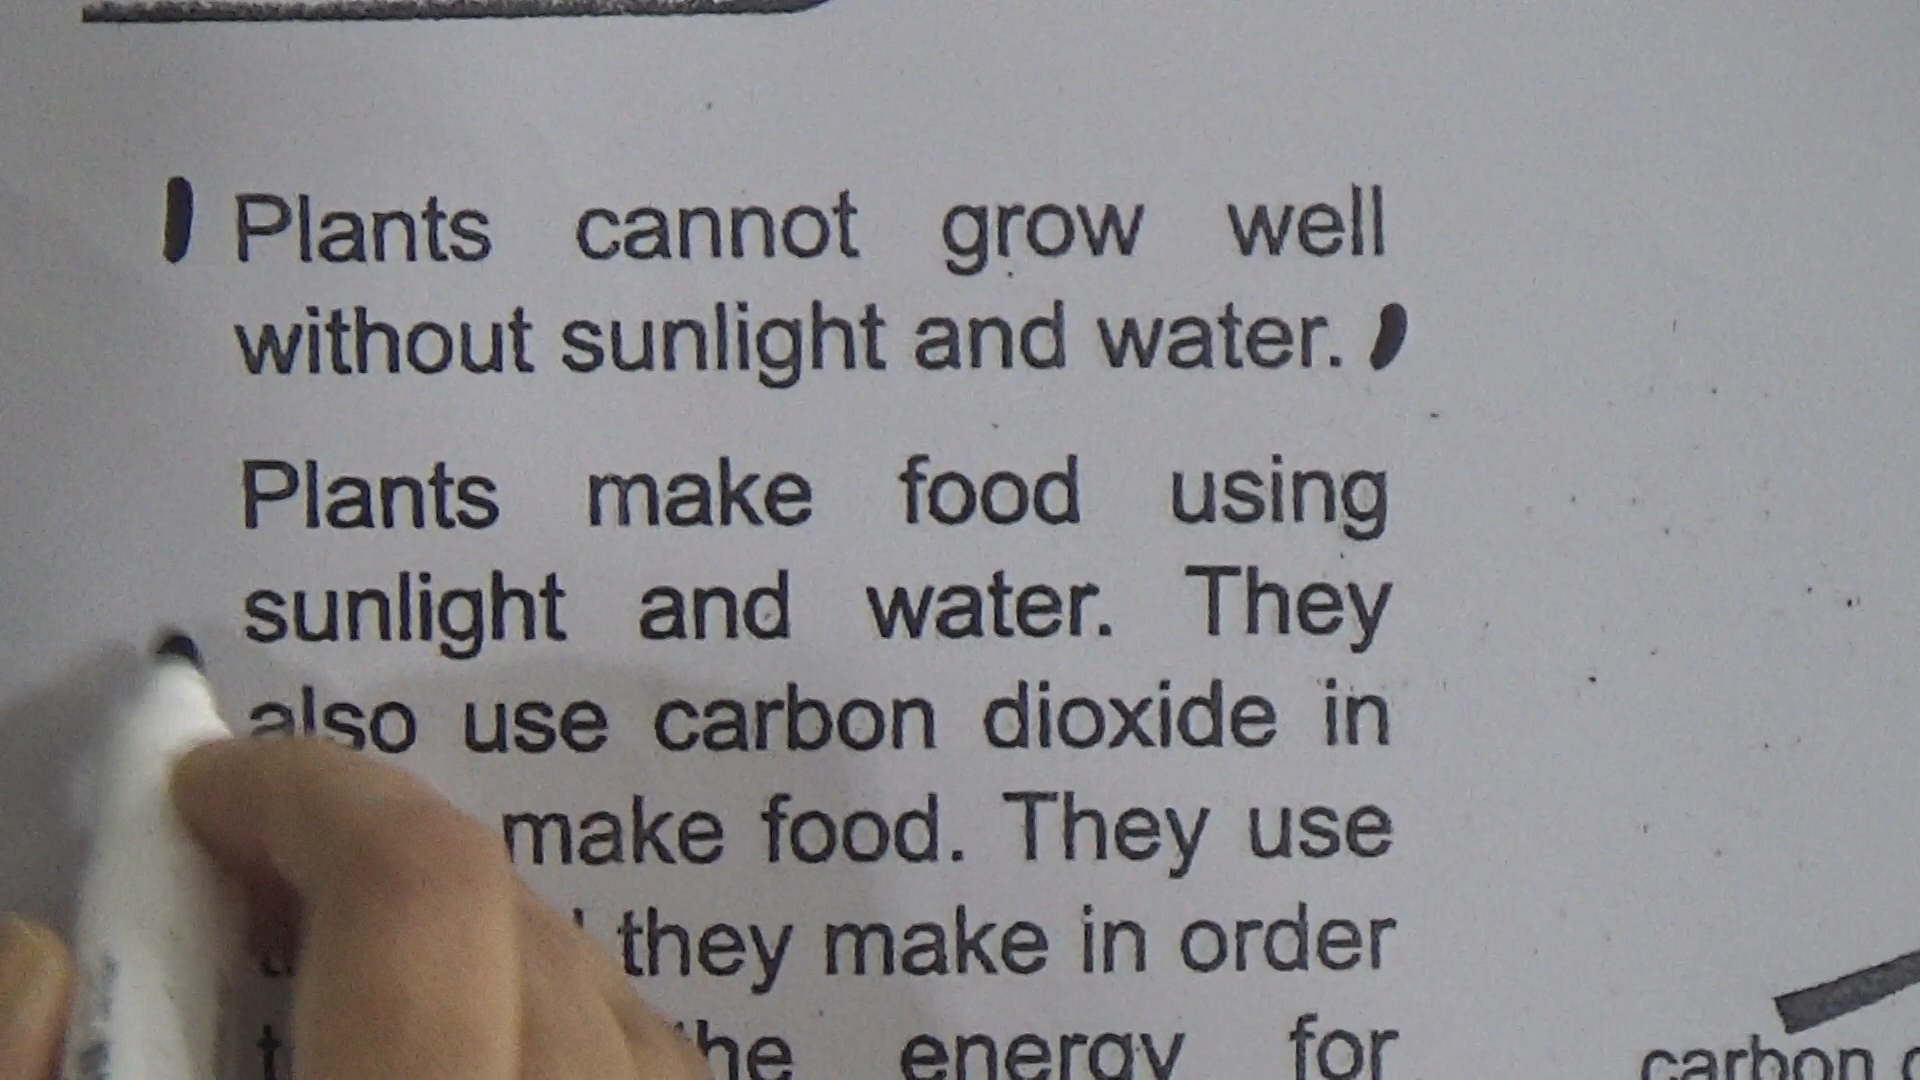 Plants cannot grow well
without sunlight and water.
Plants make food using
sunlight and water. They
also use carbon dioxide in
make food. They use
they make in order
energy for
carbon